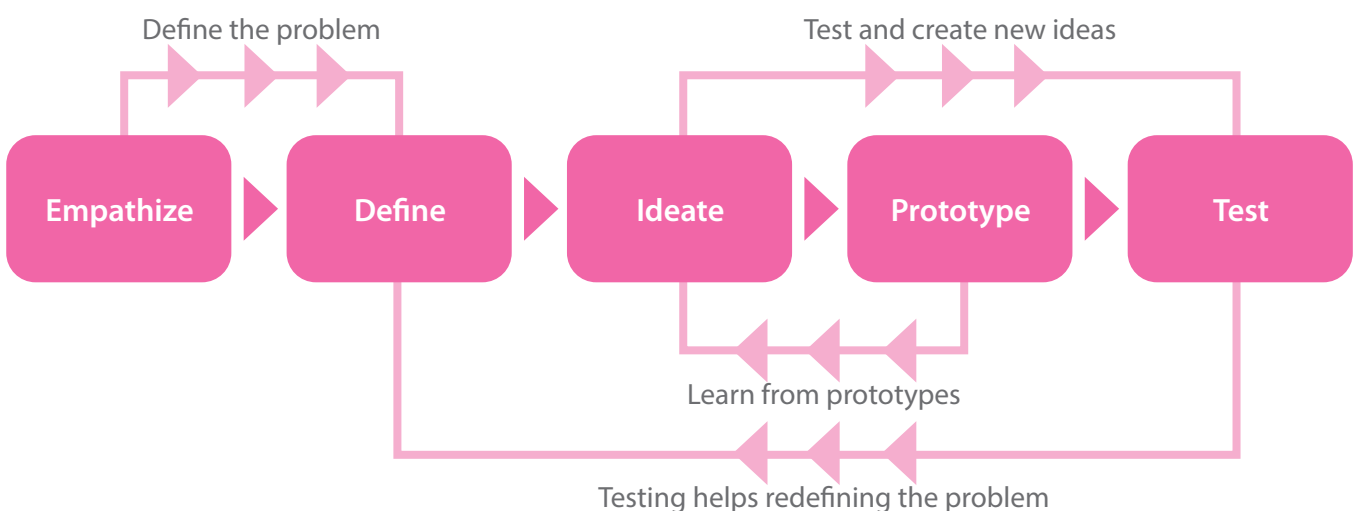 Define the problem
Test and create new ideas
Empathize
Define
Ideate
Prototype
Test
Learn from prototypes
Testing helps redefining the problem